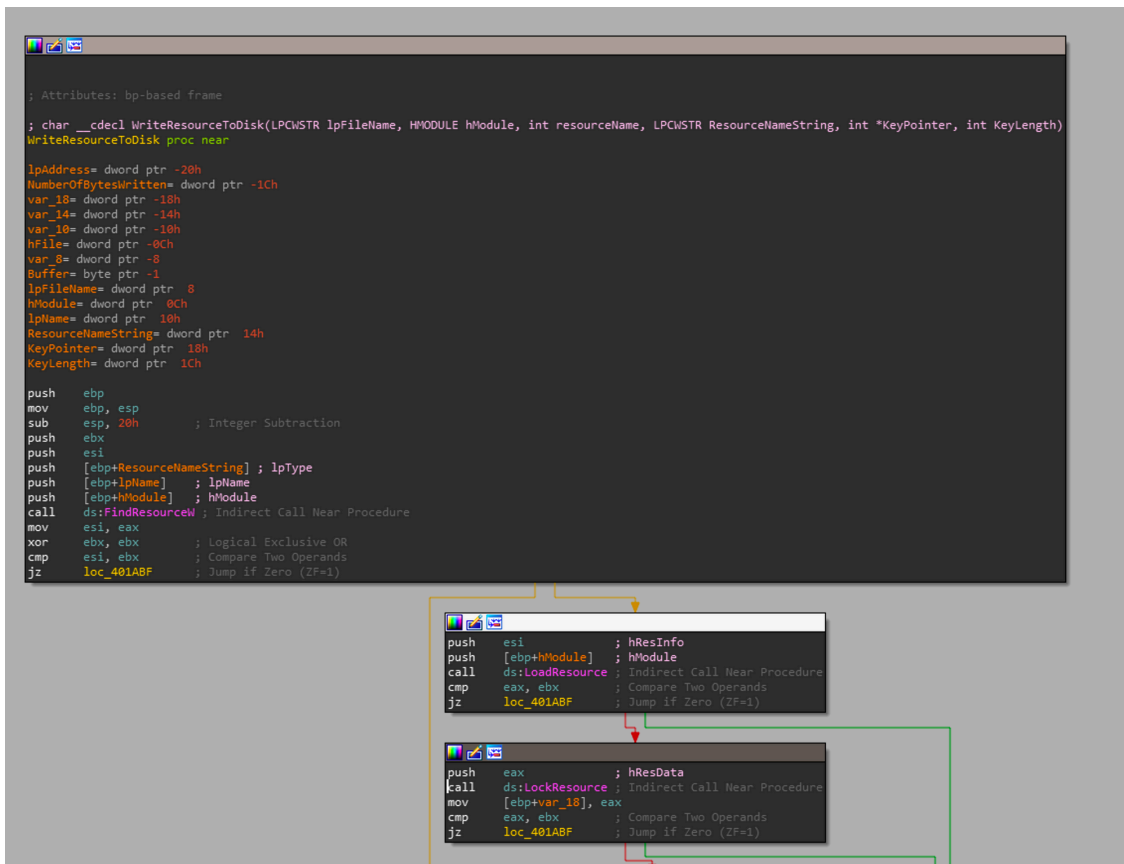 ; Attributes: bp-based frame
; char __cdecl WriteResourceToDisk(LPCWSTR lpFileName, HMODULE hModule, int resourceName, LPCWSTR ResourceNameString, int *KeyPointer, int KeyLength)
WriteResourceToDisk proc near
lpAddress= dword ptr -20h
NumberOfBytesWritten= dword ptr -1Ch
var_18= dword ptr -18h
var_14= dword ptr -14h
var_10= dword ptr -10h
hFile= dword ptr -0Ch
var_8= dword ptr -8
Buffer= byte ptr -1
lpFileName= dword ptr  8
hModule= dword ptr  0Ch
lpName= dword ptr  10h
ResourceNameString= dword ptr  14h
KeyPointer= dword ptr  18h
KeyLength= dword ptr  1Ch
push    ebp
mov     ebp, esp
sub     esp, 20h        ; Integer Subtraction
push    ebx
push    esi
push    [ebp+ResourceNameString] ; lpType
push    [ebp+lpName]    ; lpName
push    [ebp+hModule]   ; hModule
call    ds:FindResourceW ; Indirect Call Near Procedure
mov     esi, eax
xor     ebx, ebx        ; Logical Exclusive OR
cmp     esi, ebx        ; Compare Two Operands
jz      loc_401ABF      ; Jump if Zero (ZF=1)
push    esi             ; hResInfo
push    [ebp+hModule]   ; hModule
call    ds:LoadResource ; Indirect Call Near Procedure
cmp     eax, ebx        ; Compare Two Operands
jz      loc_401ABF      ; Jump if Zero (ZF=1)
push    eax             ; hResData
call    ds:LockResource ; Indirect Call Near Procedure
mov     [ebp+var_18], eax
cmp     eax, ebx        ; Compare Two Operands
jz      loc_401ABF      ; Jump if Zero (ZF=1)